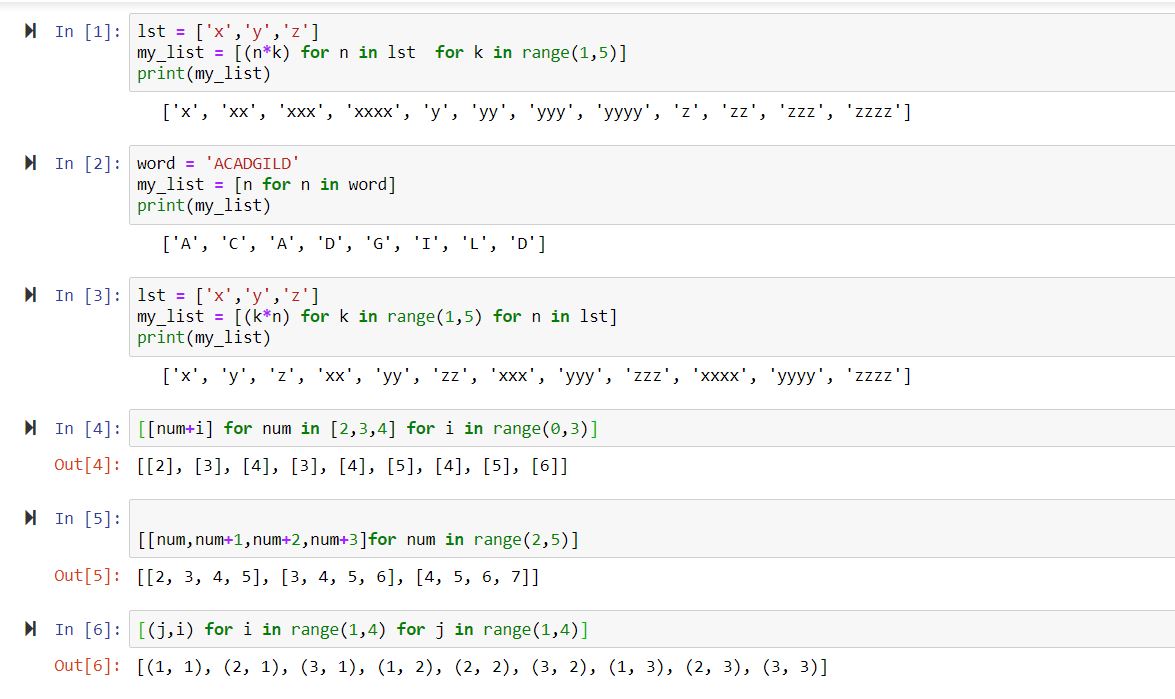 In [1]: lst = ['x','y','z']
my_list = [(n*k) for n in lst  for k in range(1,5)]
print(my_list)
['x', 'xx', 'xxx', 'xxxx', 'y', 'yy', 'yyy', 'yyyy', 'z', 'zz', 'zzz', 'zzzz']
In [2]: word = 'ACADGILD'
my_list = [n for n in word]
print(my_list)
['A', 'C', 'A', 'D', 'G', 'I', 'L', 'D']
In [3]: lst = ['x','y','z']
my_list = [(k*n) for k in range(1,5) for n in lst]
print(my_list)
['x', 'y', 'z', 'xx', 'yy', 'zz', 'xxx', 'yyy', 'zzz', 'xxxx', 'yyyy', 'zzzz']
In [4]: [[num+i] for num in [2,3,4] for i in range(0,3)]
Out[4]: [[2], [3], [4], [3], [4], [5], [4], [5], [6]]
In [5]:
[[num,num+1,num+2,num+3]for num in range(2,5)]
Out[5]: [[2, 3, 4, 5], [3, 4, 5, 6], [4, 5, 6, 7]]
In [6]: [(j,i) for i in range(1,4) for j in range(1,4)]
Out[6]: [(1, 1), (2, 1), (3, 1), (1, 2), (2, 2), (3, 2), (1, 3), (2, 3), (3, 3)]